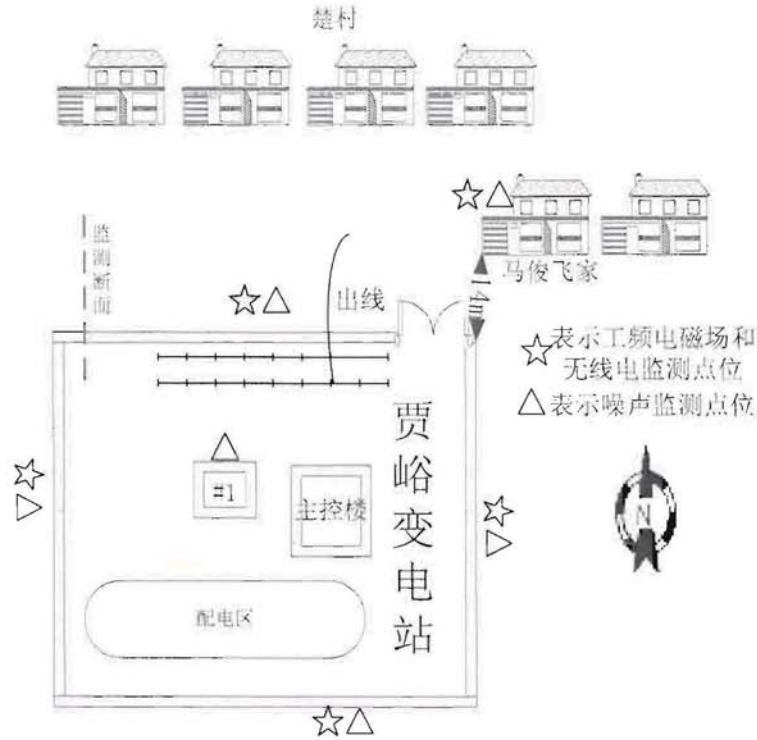 楚村
监测断面
马俊飞家
14m
出线
表示工频电磁场和
无线电监测点位
表示噪声监测点位
贾峪变电站
#1
主控楼
N
配电区